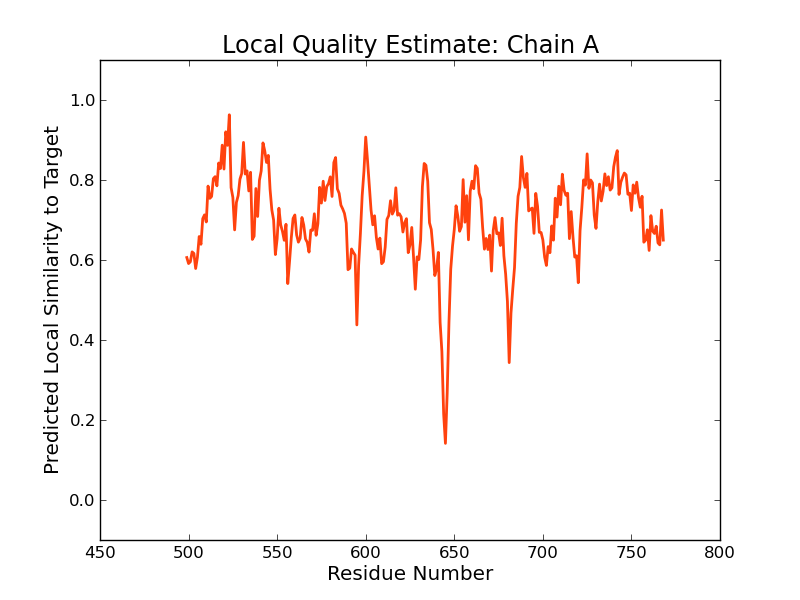 Local Quality Estimate: Chain A
Predicted Local Similarity to Target
1.0
0.8
0.6
0.4
0.2
0.0
450 500 550 600 650 700 750 800
Residue Number